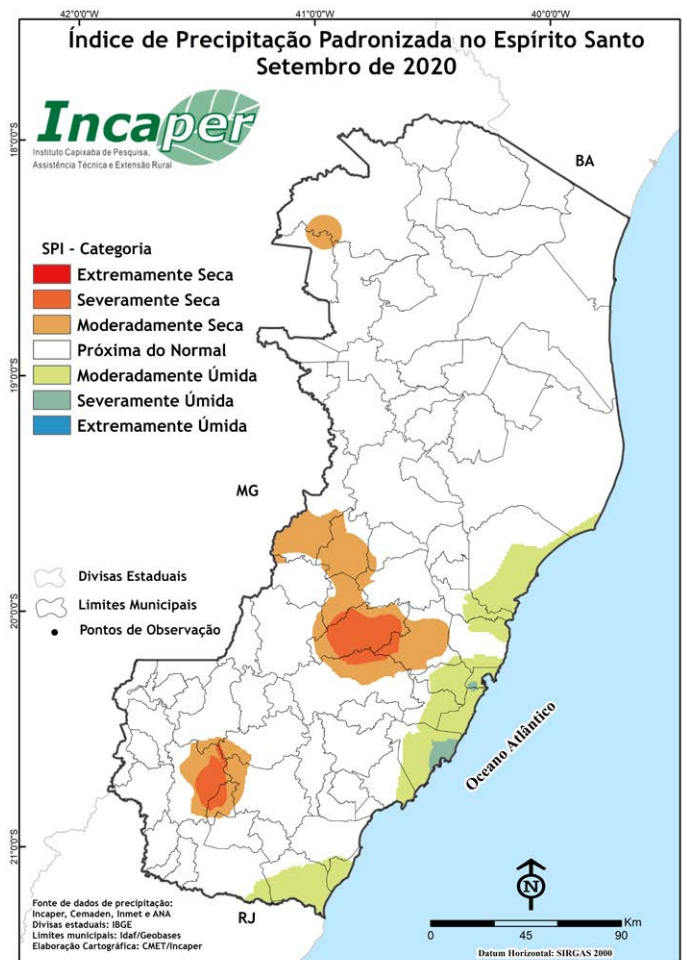 42°0'0"W
41°0'0"W
40°0'0"W
Índice de Precipitação Padronizada no Espírito Santo
Setembro de 2020
Incaper
Instituto Capixaba de Pesquisa,
Assistência Técnica e Extensão Rural
18°0'0"S
BA
SPI - Categoria
Extremamente Seca
Severamente Seca
Moderadamente Seca
Próxima do Normal
Moderadamente Úmida
Severamente Úmida
Extremamente Úmida
19°0'0"S
MG
Divisas Estaduais
Limites Municipais
Pontos de Observação
20°0'0"S
Oceano Atlântico
21°0'0"S
N
Fonte de dados de precipitação:
Incaper, Cemaden, Inmet e ANA
Divisas estaduais: IBGE
Limites municipais: Idaf/Geobases
Elaboração Cartográfica: CMET/Incaper
RJ
Km
0 45 90
Datum Horizontal: SIRGAS 2000